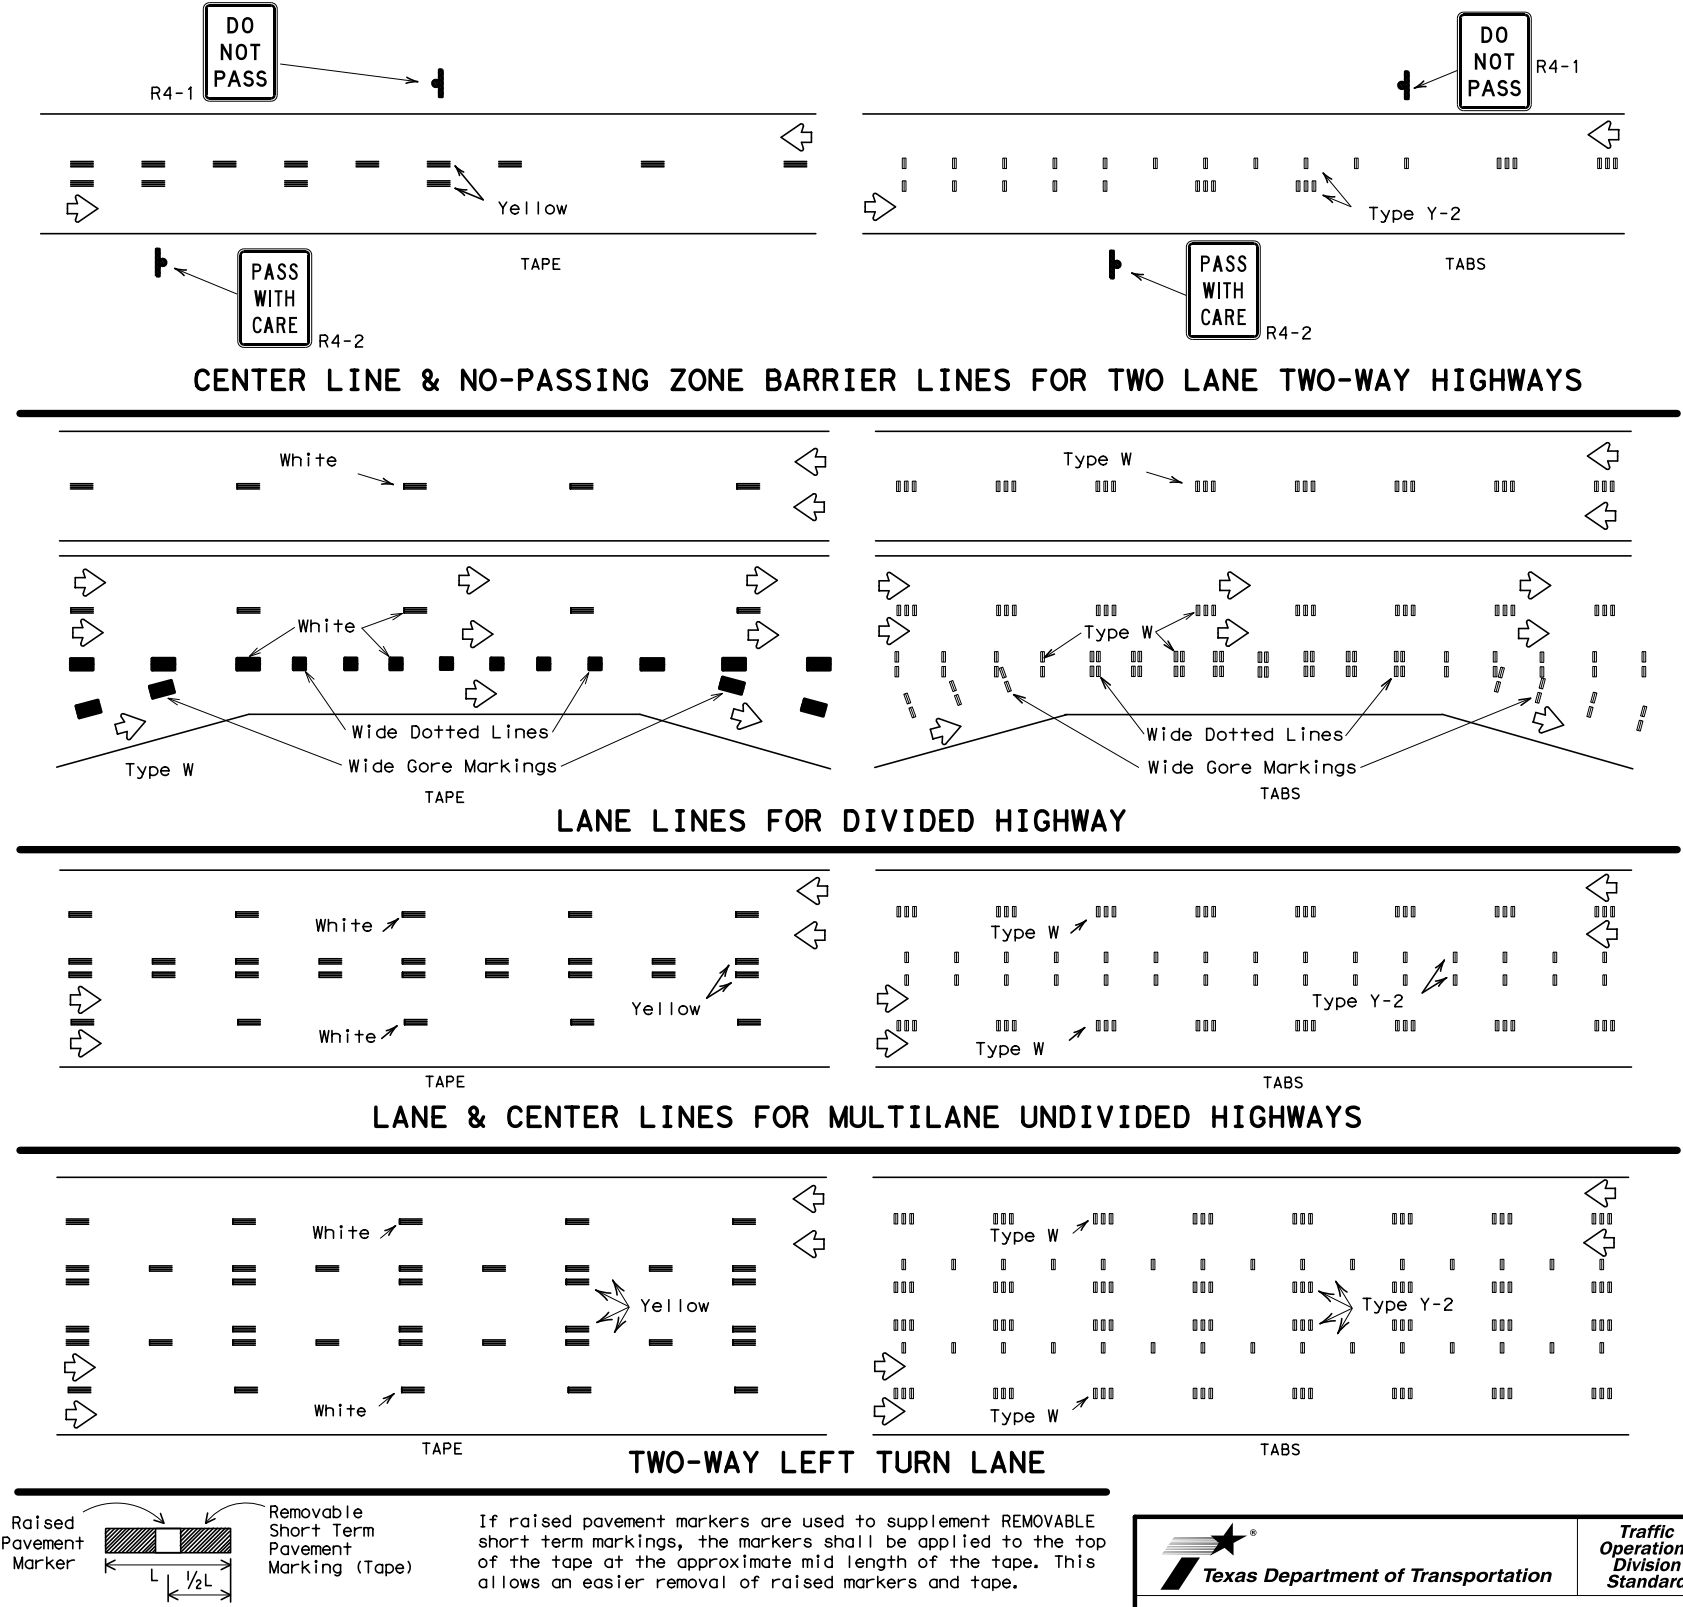 DO
NOT
PASS
R4-1
Yellow
PASS
WITH
CARE
R4-2
TAPE
DO
NOT
PASS
R4-1
Type Y-2
PASS
WITH
CARE
R4-2
TABS
CENTER LINE & NO-PASSING ZONE BARRIER LINES FOR TWO LANE TWO-WAY HIGHWAYS
White
White
Wide Dotted Lines
Wide Gore Markings
Type W
TAPE
Type W
Type W
Wide Dotted Lines
Wide Gore Markings
TABS
LANE LINES FOR DIVIDED HIGHWAY
White
Yellow
White
TAPE
Type W
Type Y-2
Type W
TABS
LANE & CENTER LINES FOR MULTILANE UNDIVIDED HIGHWAYS
White
Yellow
White
TAPE
Type W
Type Y-2
Type W
TABS
TWO-WAY LEFT TURN LANE
Raised
Pavement
Marker
L
½L
Removable
Short Term
Pavement
Marking (Tape)
If raised pavement markers are used to supplement REMOVABLE
short term markings, the markers shall be applied to the top
of the tape at the approximate mid length of the tape. This
allows an easier removal of raised markers and tape.
®
Texas Department of Transportation
Traffic
Operation
Division
Standard